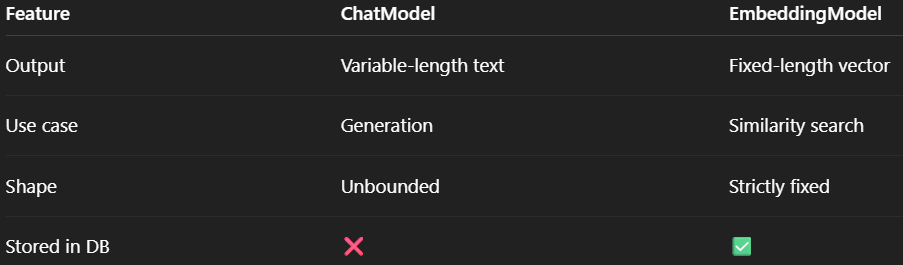 Feature ChatModel EmbeddingModel
Output Variable-length text Fixed-length vector
Use case Generation Similarity search
Shape Unbounded Strictly fixed
Stored in DB ❌ ✅